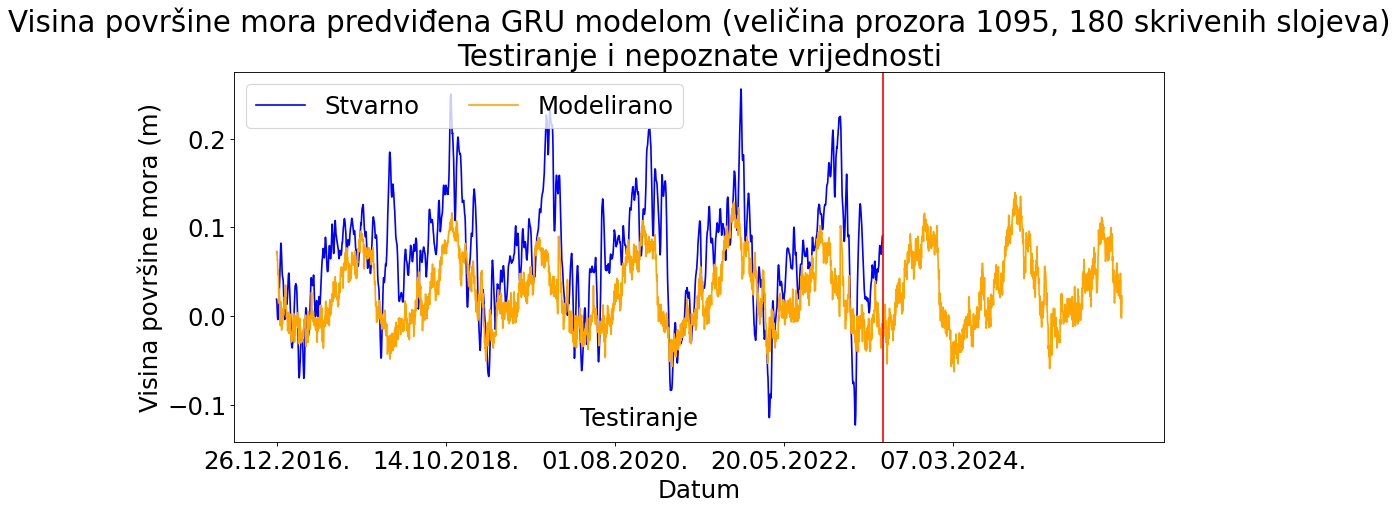 Visina površine mora predviđena GRU modelom (veličina prozora 1095, 180 skrivenih slojeva)
Testiranje i nepoznate vrijednosti
Stvarno Modelirano
Visina površine mora (m)
0.2
0.1
0.0
−0.1
Testiranje
26.12.2016. 14.10.2018. 01.08.2020. 20.05.2022. 07.03.2024.
Datum